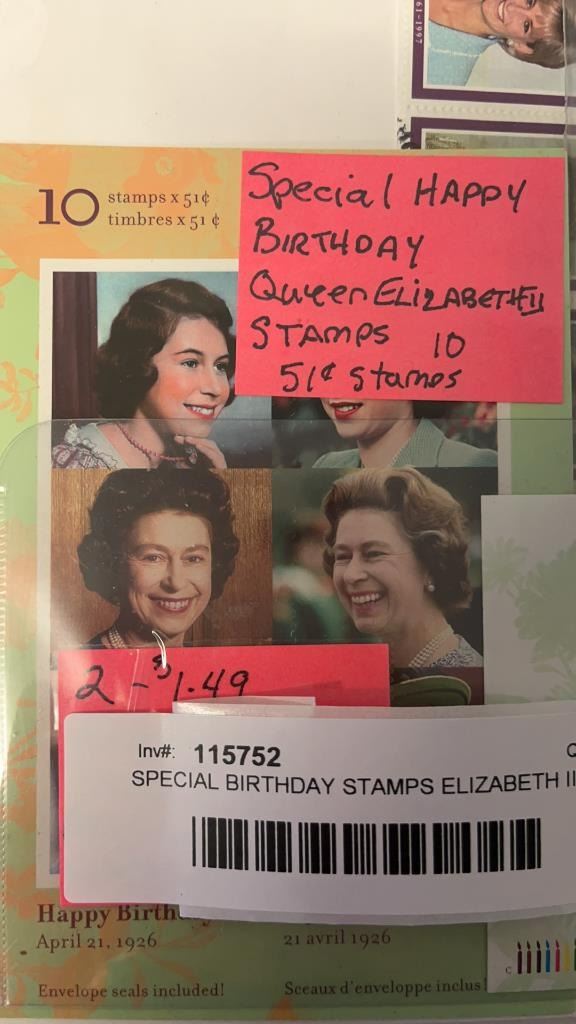 61-1997
10
stamps x 51¢
timbres x 51 ¢
Special HAPPY
BIRTHDAY
Queen ELIZABETH II
STAMPS 10
51¢ Stamps
2 - $1.49
Inv#: 115752
SPECIAL BIRTHDAY STAMPS ELIZABETH II
Happy Birth
April 21, 1926
21 avril 1926
Envelope seals included!
Sceaux d'enveloppe inclus!